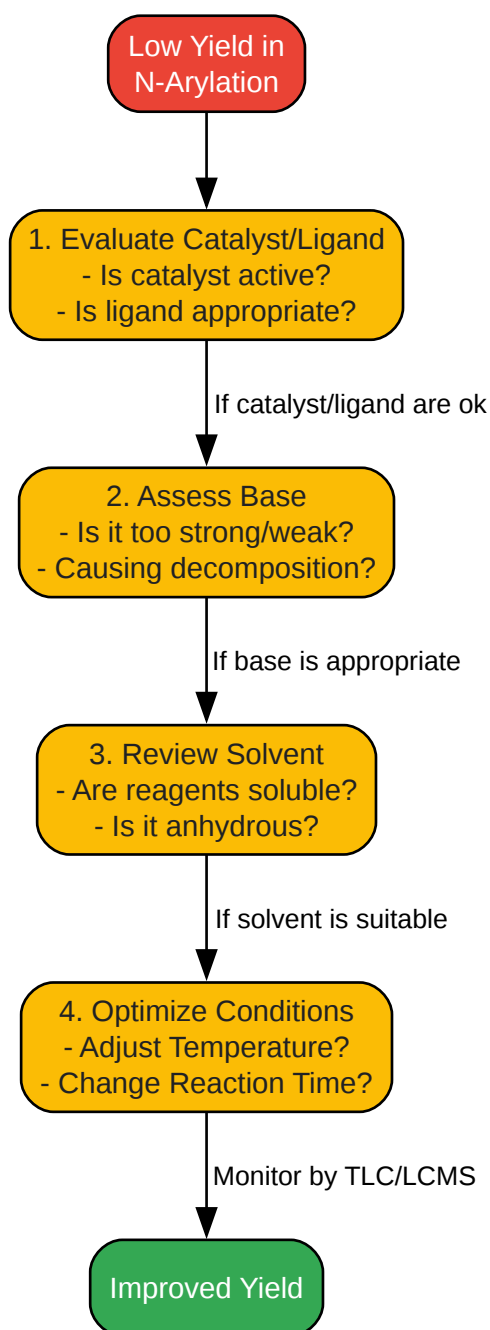 Low Yield in
N-Arylation
1. Evaluate Catalyst/Ligand
- Is catalyst active?
- Is ligand appropriate?
If catalyst/ligand are ok
2. Assess Base
- Is it too strong/weak?
- Causing decomposition?
If base is appropriate
3. Review Solvent
- Are reagents soluble?
- Is it anhydrous?
If solvent is suitable
4. Optimize Conditions
- Adjust Temperature?
- Change Reaction Time?
Monitor by TLC/LCMS
Improved Yield